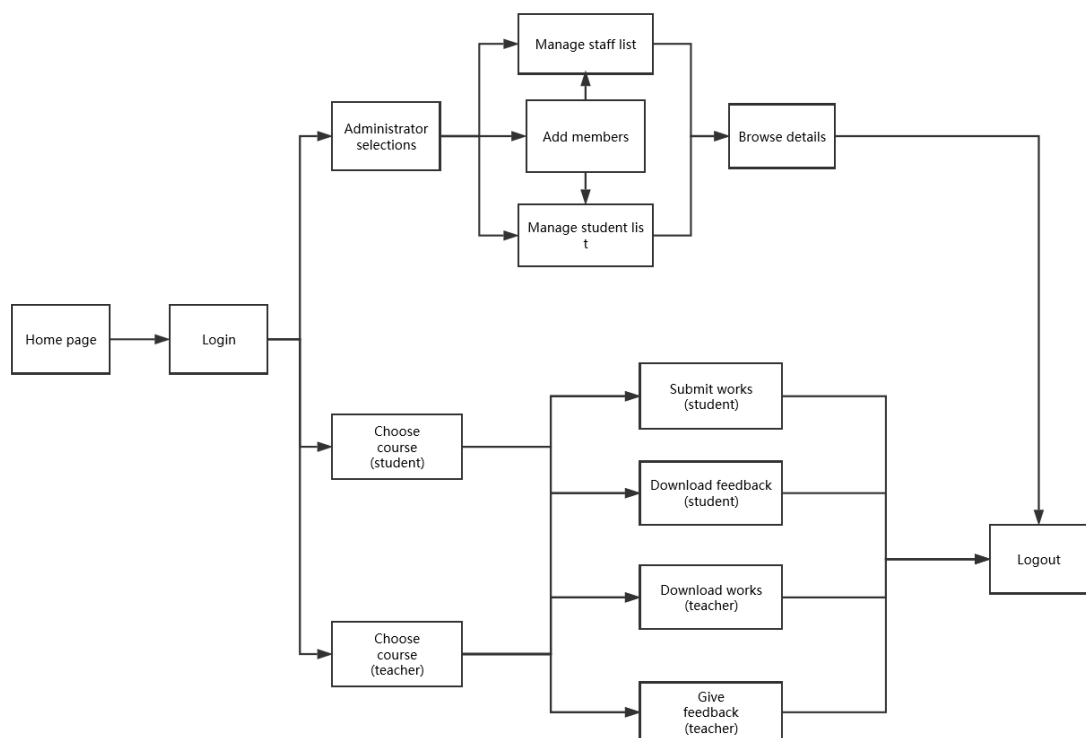 Manage staff list
Administrator
selections
Add members
Browse details
Manage student lis
t
Home page
Login
Submit works
(student)
Choose
course
(student)
Download feedback
(student)
Logout
Download works
(teacher)
Choose
course
(teacher)
Give
feedback
(teacher)